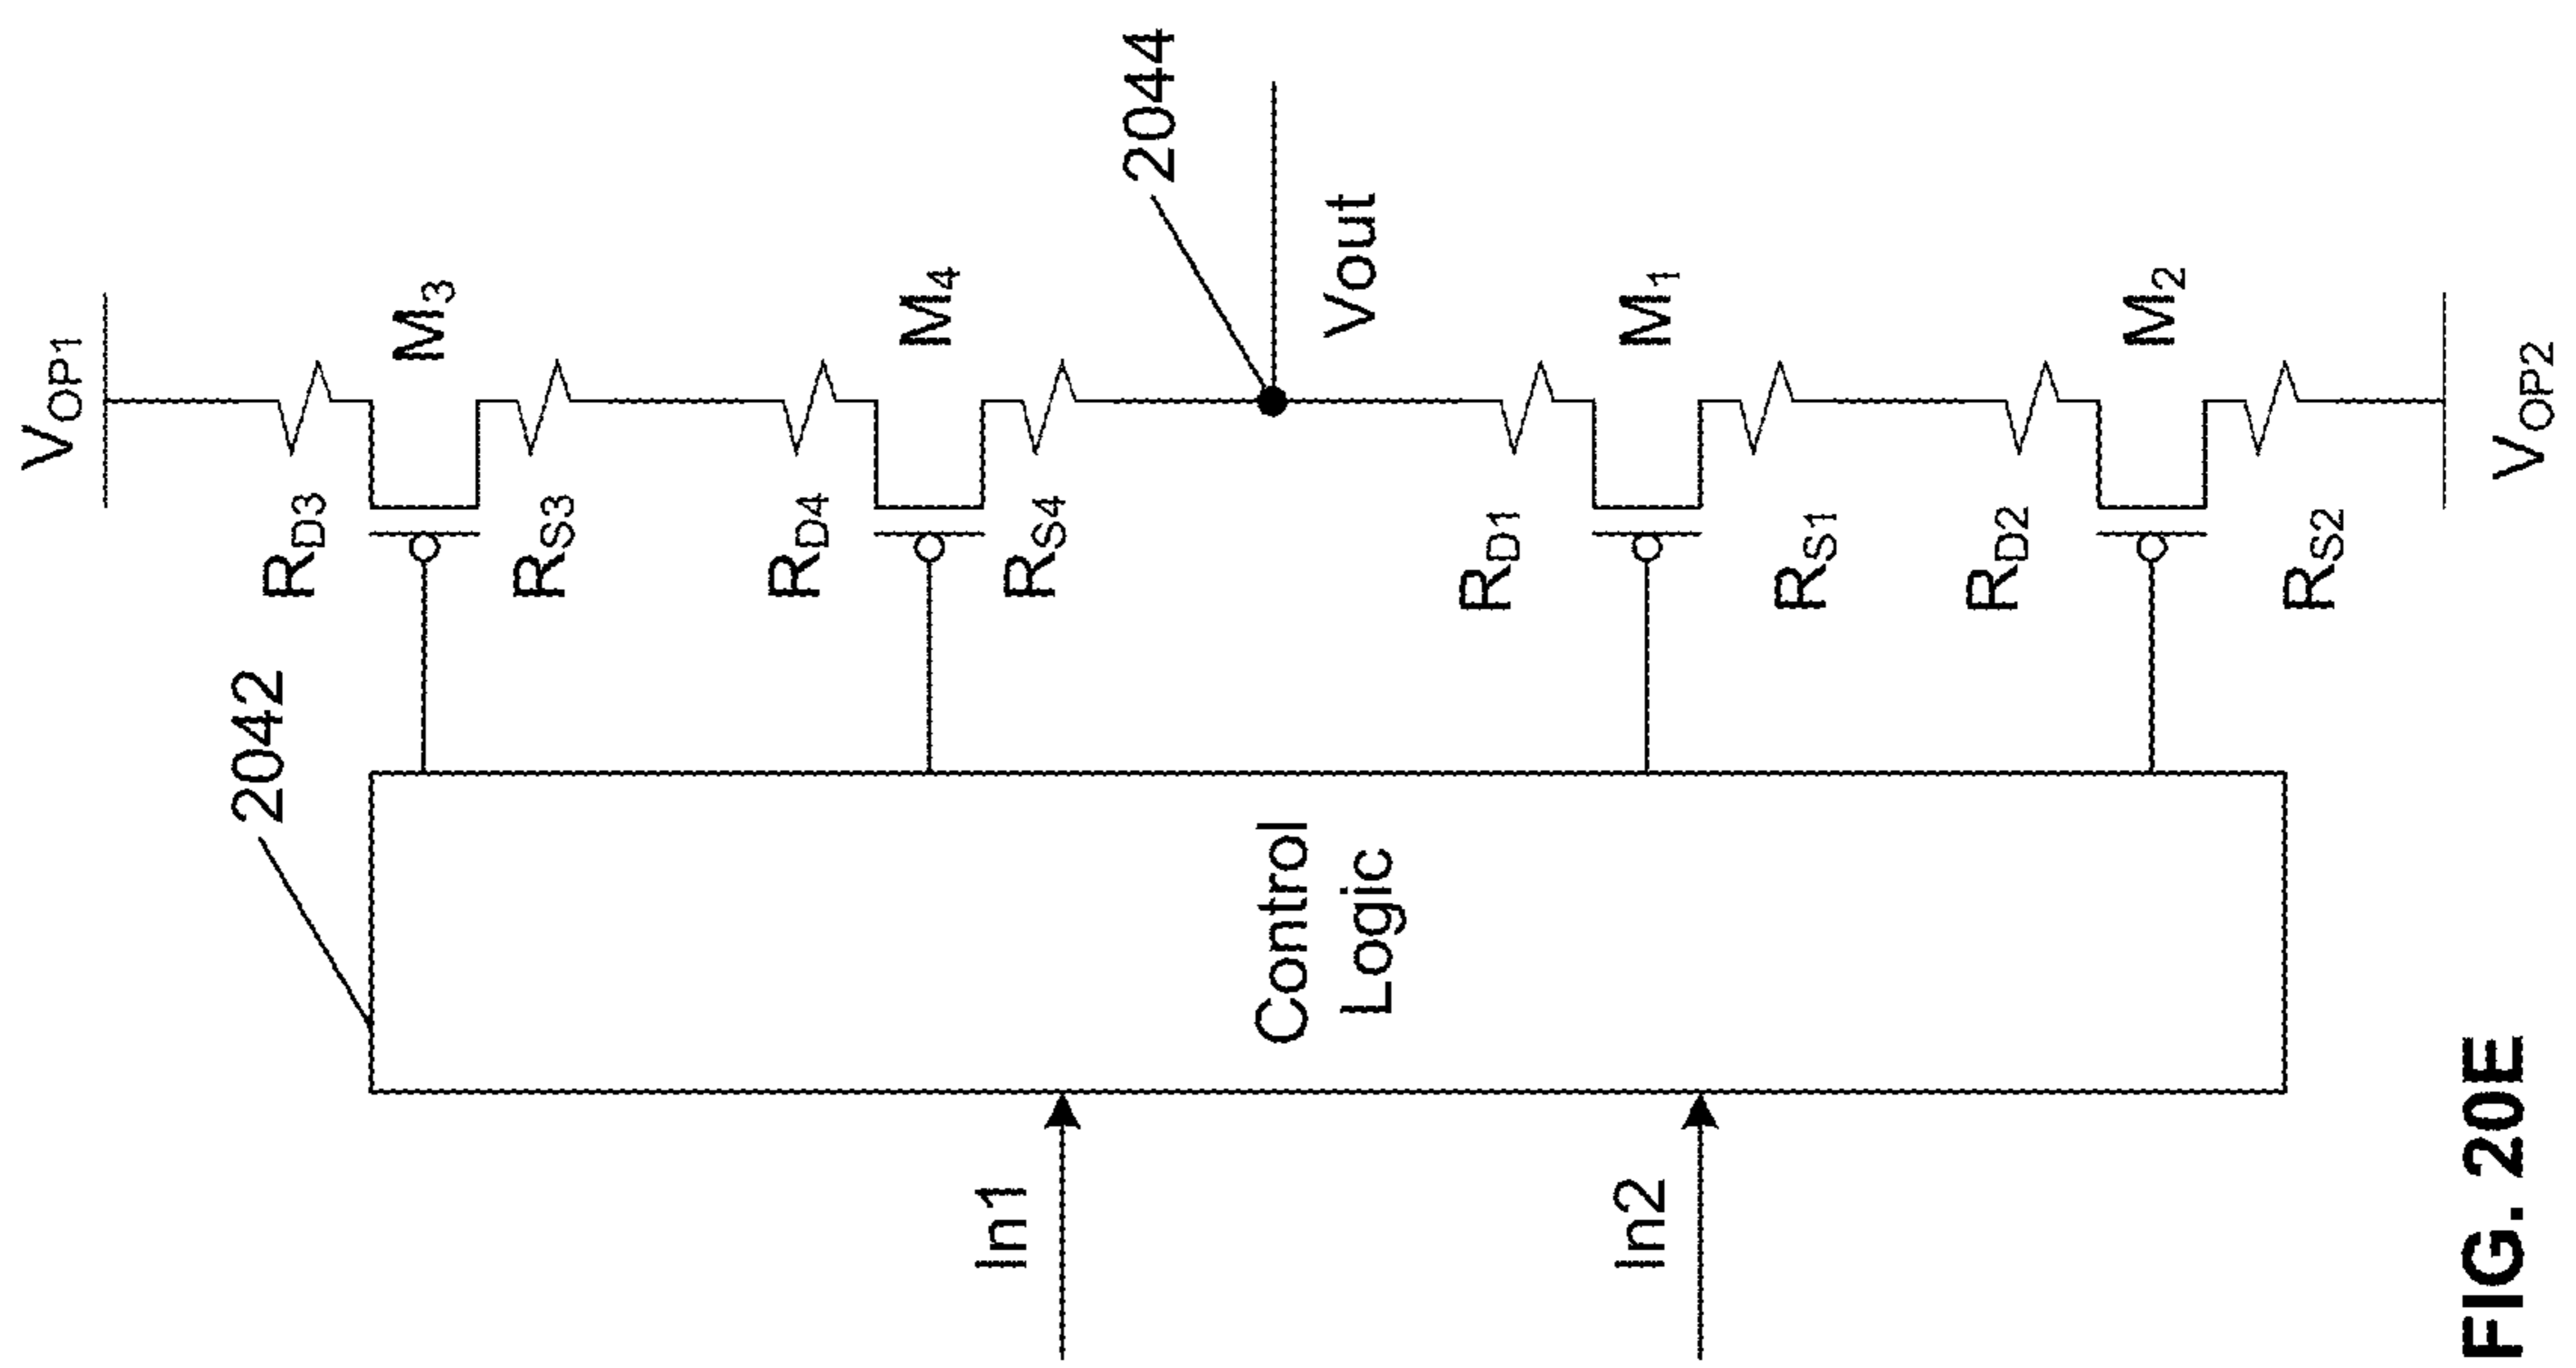 V_OP1
R_D3
M_3
R_S3
R_D4
M_4
R_S4
2044
Vout
R_D1
M_1
R_S1
R_D2
M_2
R_S2
V_OP2
2042
Control
Logic
In1
In2
FIG. 20E